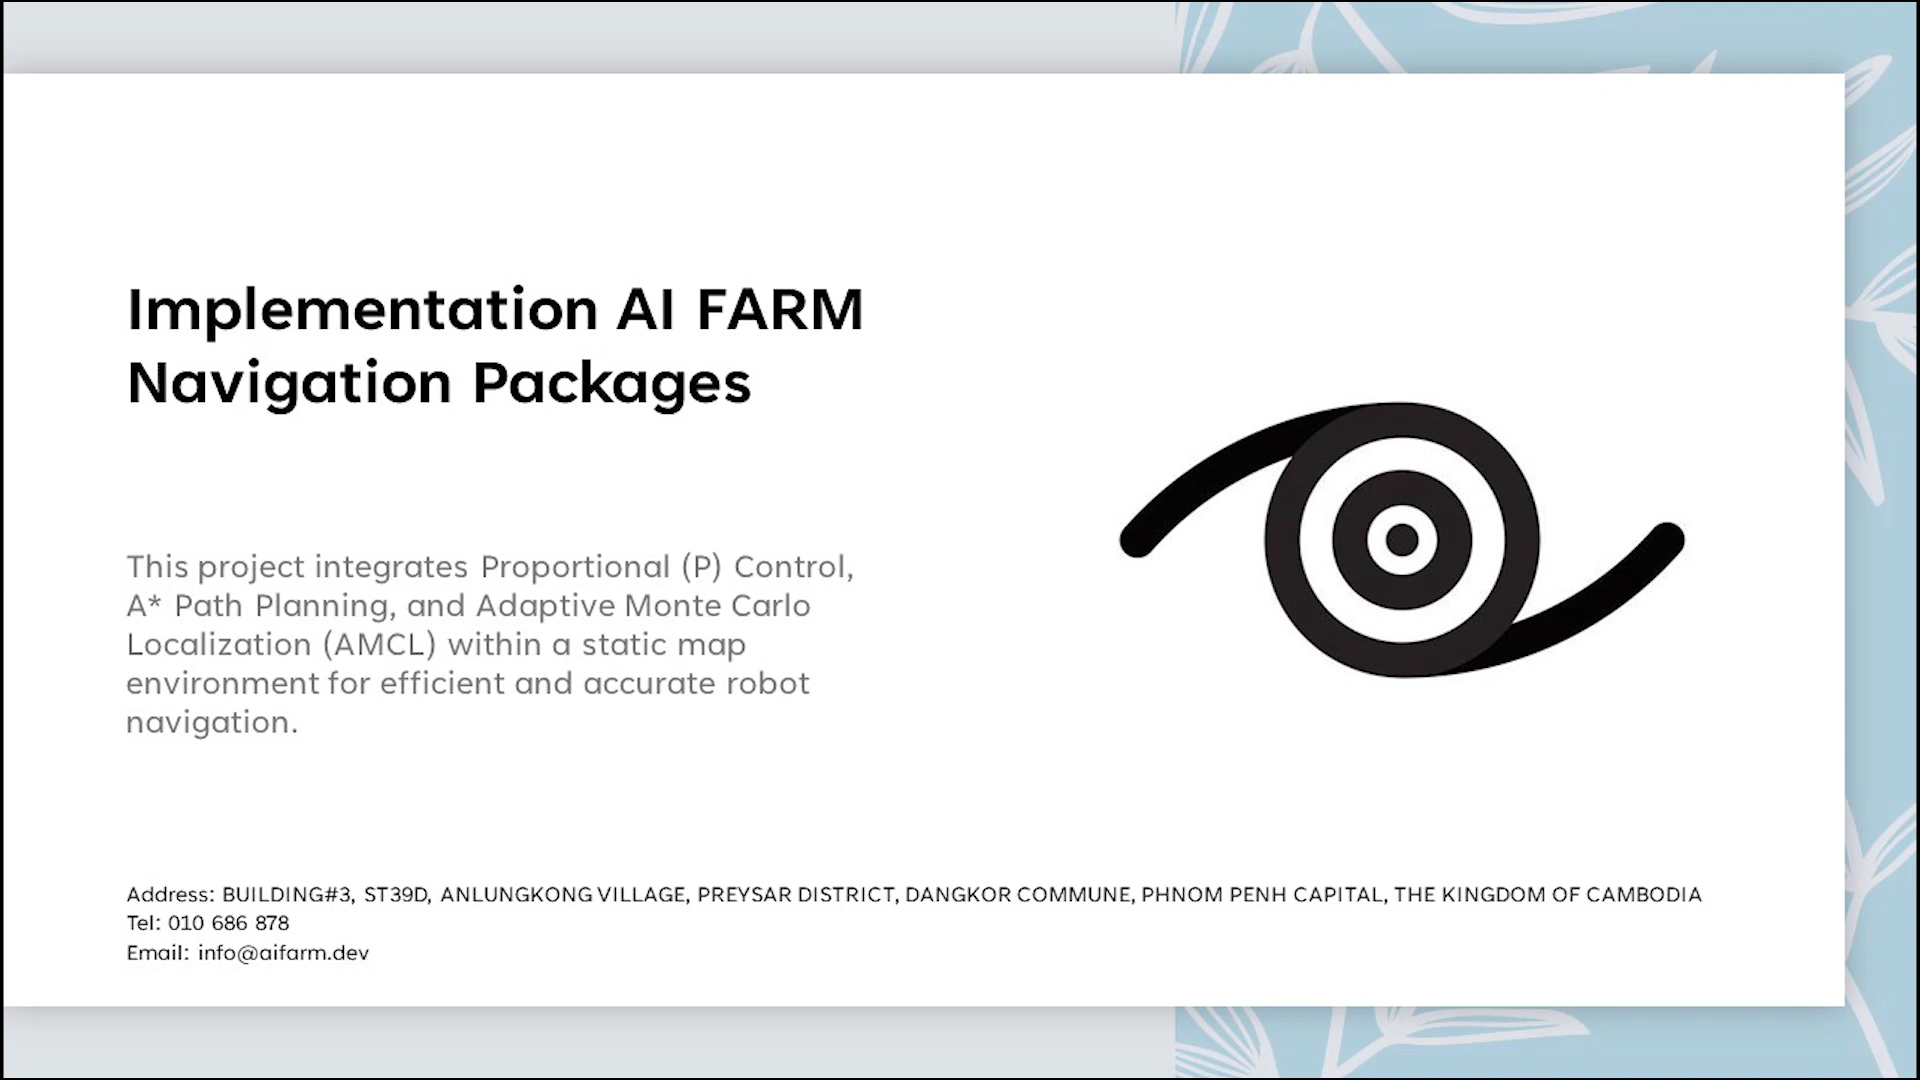 Implementation AI FARM
Navigation Packages
This project integrates Proportional (P) Control,
A* Path Planning, and Adaptive Monte Carlo
Localization (AMCL) within a static map
environment for efficient and accurate robot
navigation.
Address: BUILDING#3, ST39D, ANLUNGKONG VILLAGE, PREYSAR DISTRICT, DANGKOR COMMUNE, PHNOM PENH CAPITAL, THE KINGDOM OF CAMBODIA
Tel: 010 686 878
Email: info@aifarm.dev